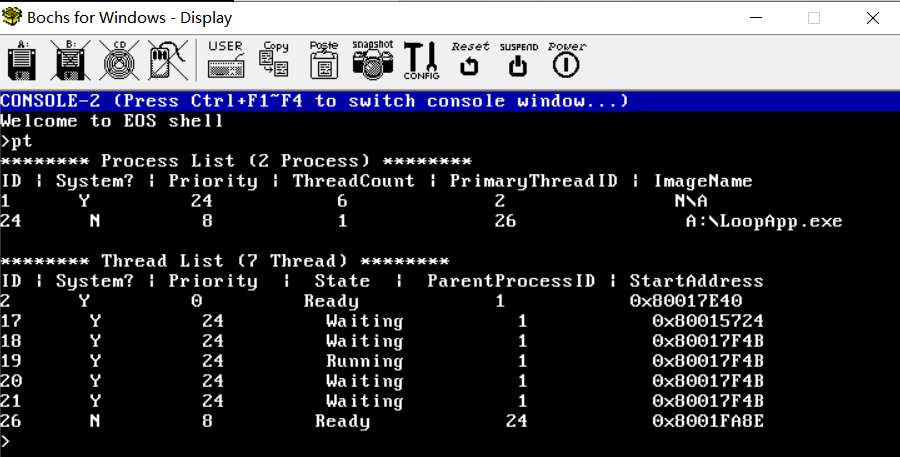 Bochs for Windows - Display
A: B: CD USER Copy Paste snapshot CONFIG Reset SUSPEND Power
CONSOLE-2 (Press Ctrl+F1~F4 to switch console window...)
Welcome to EOS shell
>pt
******** Process List (2 Process) ********
ID | System? | Priority | ThreadCount | PrimaryThreadID | ImageName
1 Y 24 6 2 N\A
24 N 8 1 26 A:\LoopApp.exe
******** Thread List (7 Thread) ********
ID | System? | Priority | State | ParentProcessID | StartAddress
2 Y 0 Ready 1 0x80017E40
17 Y 24 Waiting 1 0x80015724
18 Y 24 Waiting 1 0x80017F4B
19 Y 24 Running 1 0x80017F4B
20 Y 24 Waiting 1 0x80017F4B
21 Y 24 Waiting 1 0x80017F4B
26 N 8 Ready 24 0x8001FA8E
>